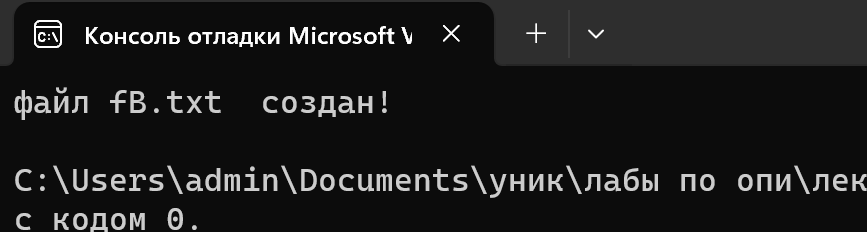 Консоль отладки Microsoft
файл fB.txt  создан!
C:\Users\admin\Documents\уник\лабы по опи\лек
с кодом 0.